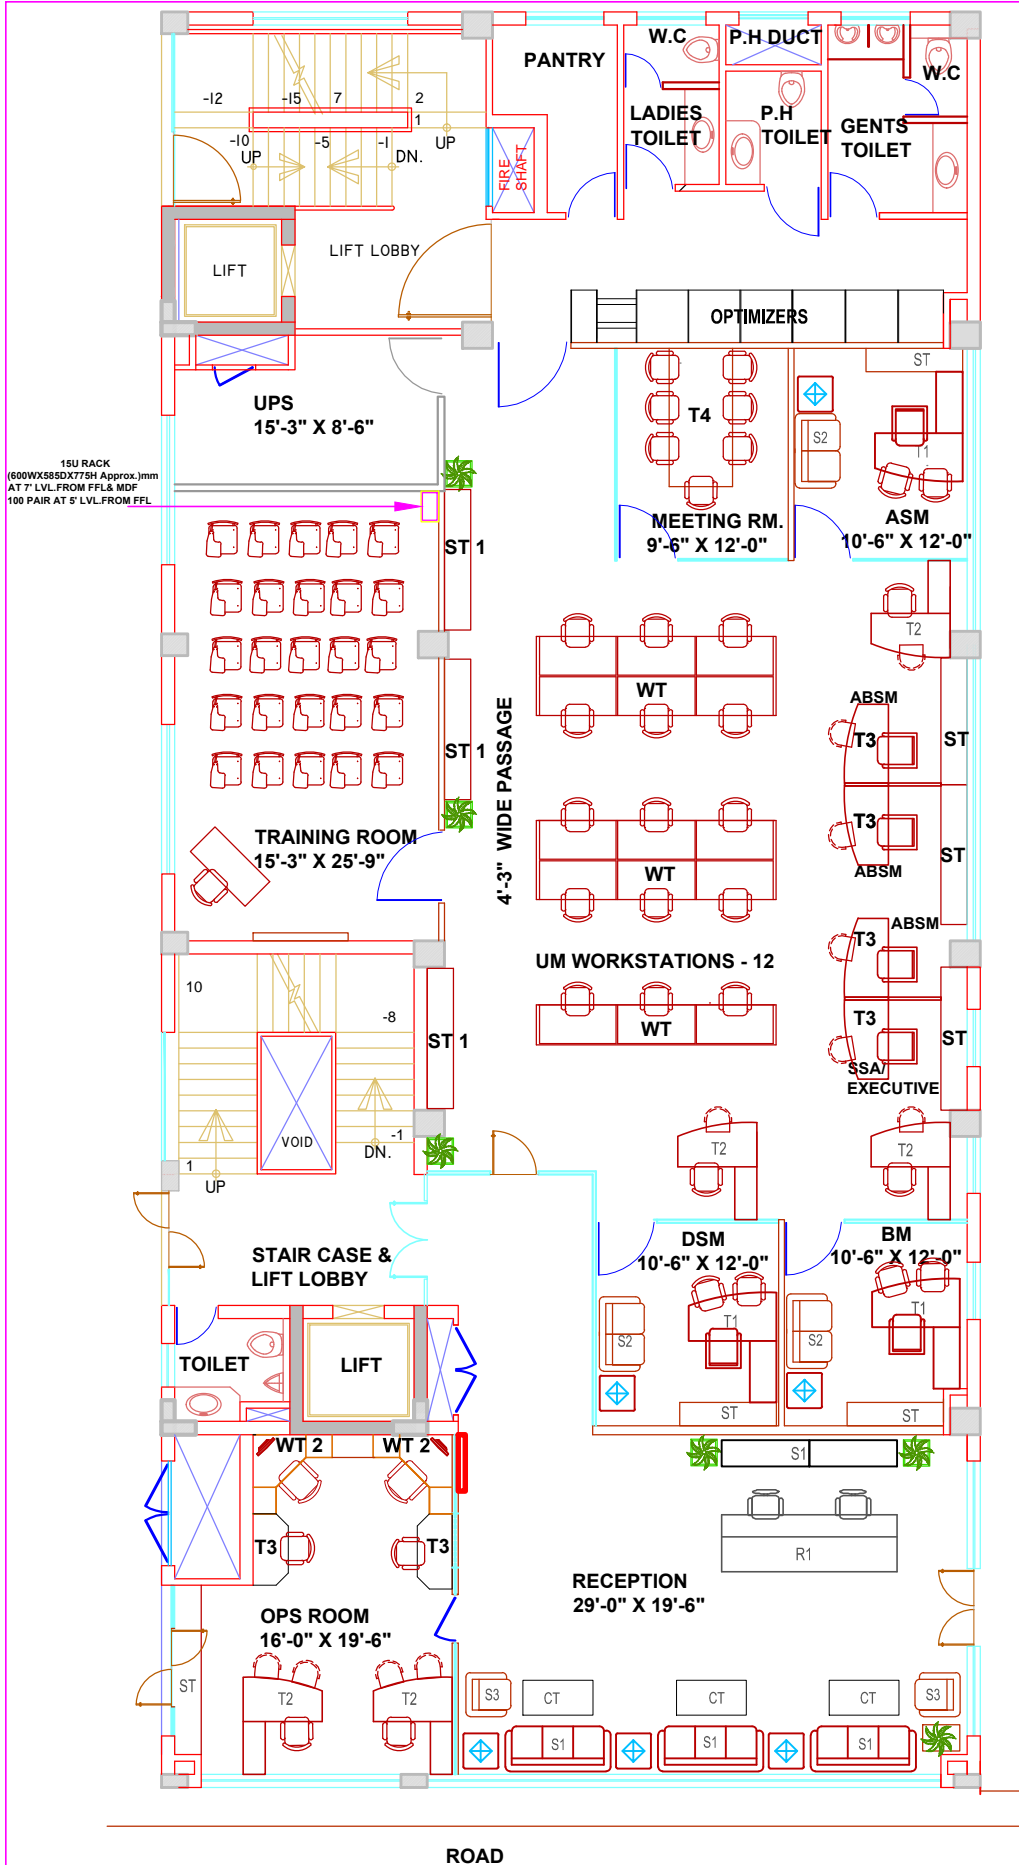 W.C
P.H DUCT
PANTRY
W.C
-12
-15
7
2
1
LADIES
TOILET
P.H
TOILET
GENTS
TOILET
-10
UP
-5
-1
DN.
UP
FIRE
SHAFT
LIFT LOBBY
LIFT
OPTIMIZERS
ST
UPS
15'-3" X 8'-6"
T4
S2
T1
15U RACK
(600WX585DX775H Approx.)mm
AT 7' LVL.FROM FFL& MDF
100 PAIR AT 5' LVL.FROM FFL
MEETING RM.
9'-6" X 12'-0"
ASM
10'-6" X 12'-0"
ST 1
T2
WT
ABSM
T3
ST
ST 1
4'-3" WIDE PASSAGE
T3
ST
ABSM
TRAINING ROOM
15'-3" X 25'-9"
WT
ABSM
T3
UM WORKSTATIONS - 12
10
-8
ST 1
WT
T3
ST
SSA/
EXECUTIVE
VOID
-1
DN.
1
UP
T2
T2
STAIR CASE &
LIFT LOBBY
DSM
10'-6" X 12'-0"
BM
10'-6" X 12'-0"
T1
T1
S2
S2
TOILET
LIFT
ST
ST
WT 2
WT 2
S1
T3
T3
R1
RECEPTION
29'-0" X 19'-6"
OPS ROOM
16'-0" X 19'-6"
ST
T2
T2
S3
CT
CT
CT
S3
S1
S1
S1
ROAD